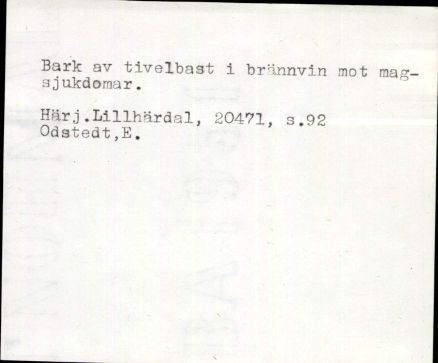 Bark av tivelbast i brännvin mot mag-
sjukdomar.
Härj.Lillhärdal, 20471, s.92
Odstedt,E.